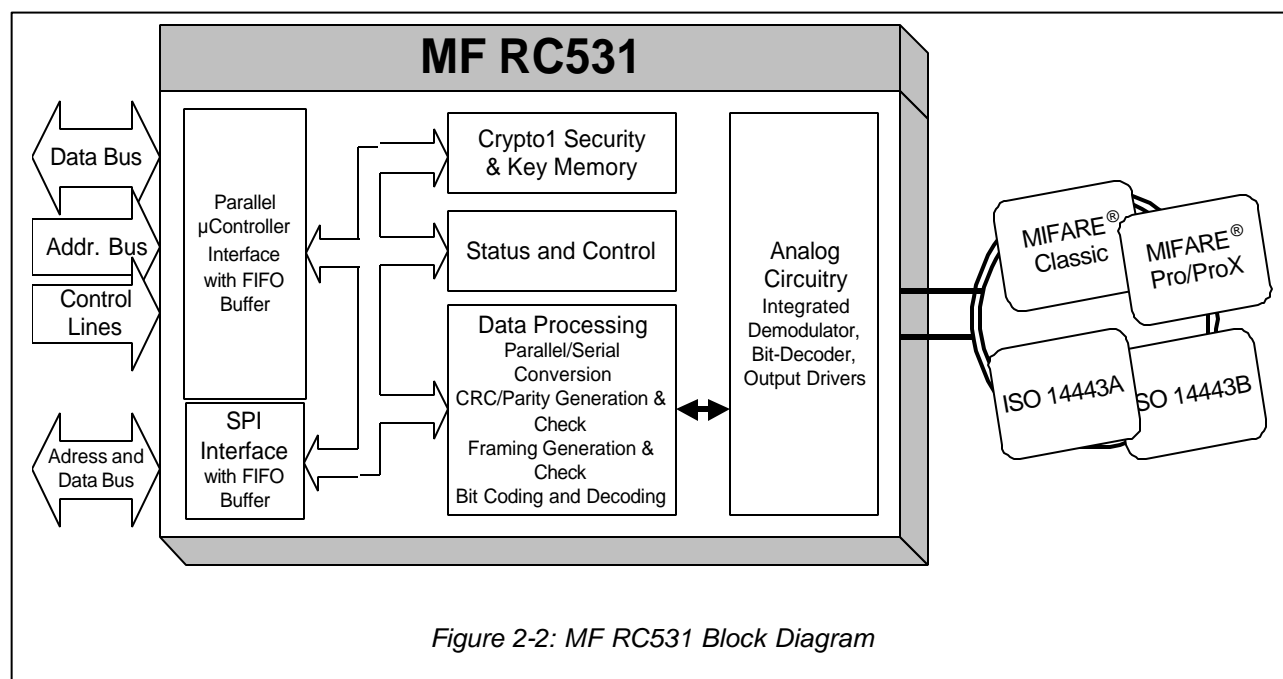 MF RC531
Data Bus
Addr. Bus
Control
Lines
Adress and
Data Bus
Parallel
µController
Interface
with FIFO
Buffer
SPI
Interface
with FIFO
Buffer
Crypto1 Security
& Key Memory
Status and Control
Data Processing
Parallel/Serial
Conversion
CRC/Parity Generation &
Check
Framing Generation &
Check
Bit Coding and Decoding
Analog
Circuitry
Integrated
Demodulator,
Bit-Decoder,
Output Drivers
MIFARE®
Classic
MIFARE®
Pro/ProX
ISO 14443A
SO 14443B
Figure 2-2: MF RC531 Block Diagram